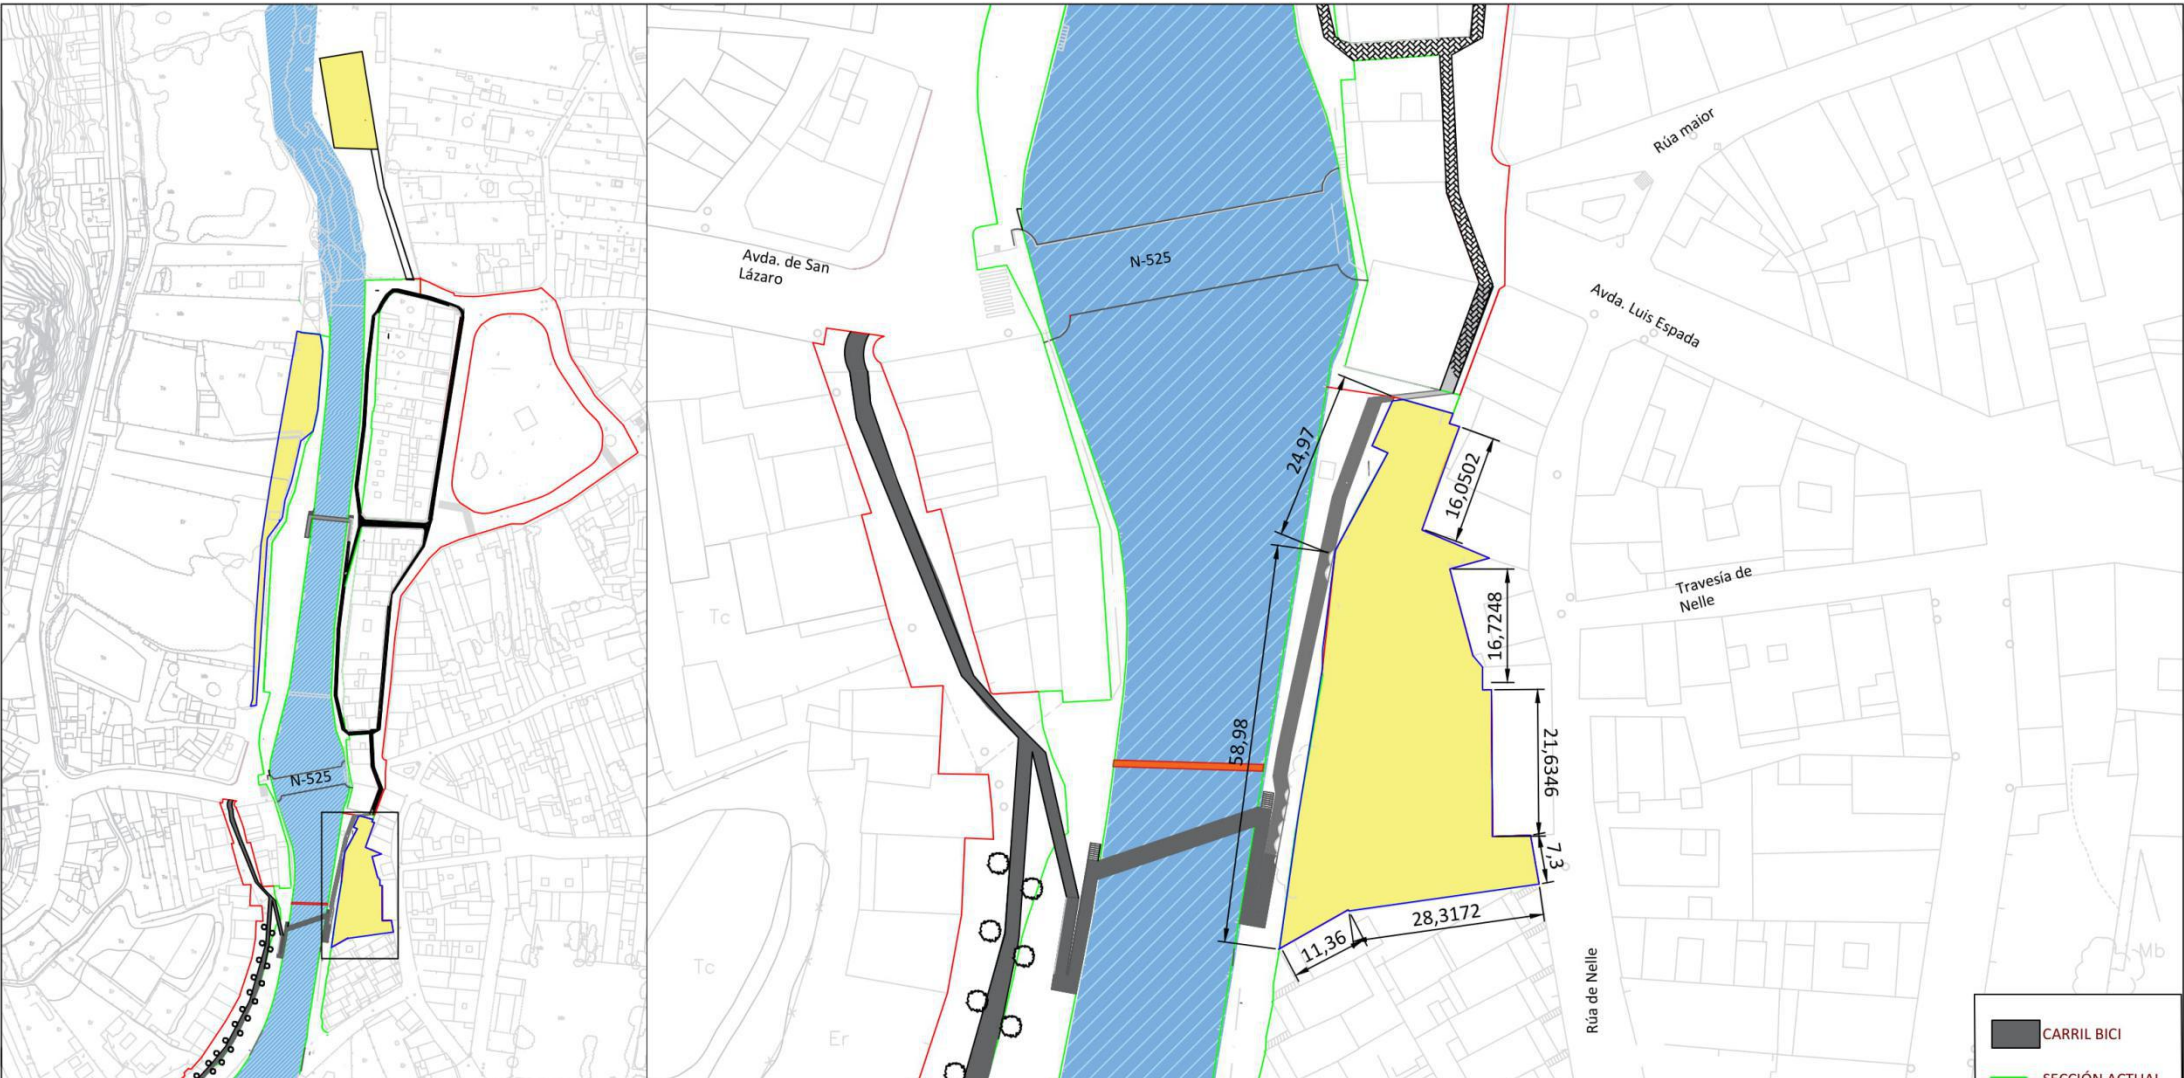 N-525
Avda. de San
Lázaro
N-525
Rúa maior
Avda. Luis Espada
Travesía de
Nelle
Rúa de Nelle
24,97
16,0502
16,7248
58,98
21,6346
7,3
28,3172
11,36
Tc
Tc
Er
Mb
CARRIL BICI
SECCIÓN ACTUAL